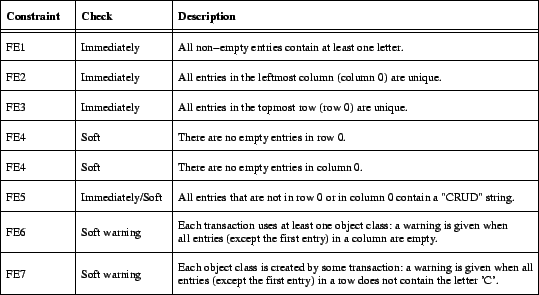 Constraint Check Description
FE1 Immediately All non-empty entries contain at least one letter.
FE2 Immediately All entries in the leftmost column (column 0) are unique.
FE3 Immediately All entries in the topmost row (row 0) are unique.
FE4 Soft There are no empty entries in row 0.
FE4 Soft There are no empty entries in column 0.
FE5 Immediately/Soft All entries that are not in row 0 or in column 0 contain a "CRUD" string.
FE6 Soft warning Each transaction uses at least one object class: a warning is given when
all entries (except the first entry) in a column are empty.
FE7 Soft warning Each object class is created by some transaction: a warning is given when all
entries (except the first entry) in a row does not contain the letter 'C'.